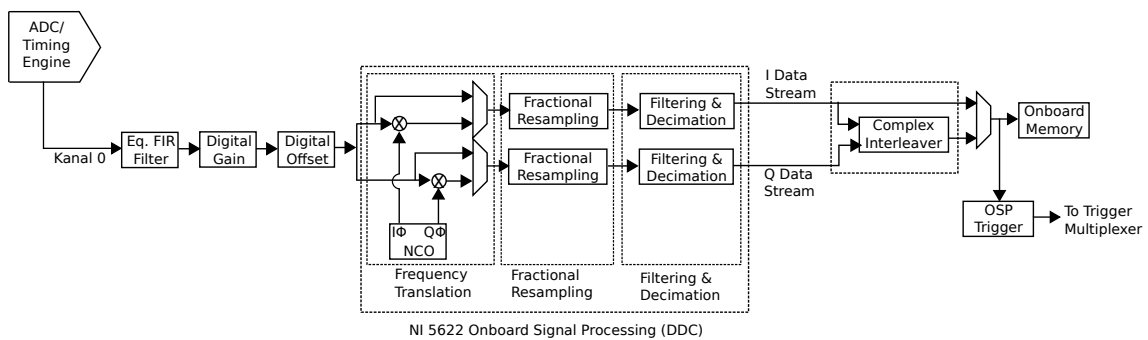 ADC/
Timing
Engine
Kanal 0
Eq. FIR
Filter
Digital
Gain
Digital
Offset
IΦ QΦ
NCO
Frequency
Translation
Fractional
Resampling
Fractional
Resampling
Fractional
Resampling
Filtering &
Decimation
Filtering &
Decimation
Filtering &
Decimation
NI 5622 Onboard Signal Processing (DDC)
I Data
Stream
Q Data
Stream
Complex
Interleaver
Onboard
Memory
OSP
Trigger
To Trigger
Multiplexer